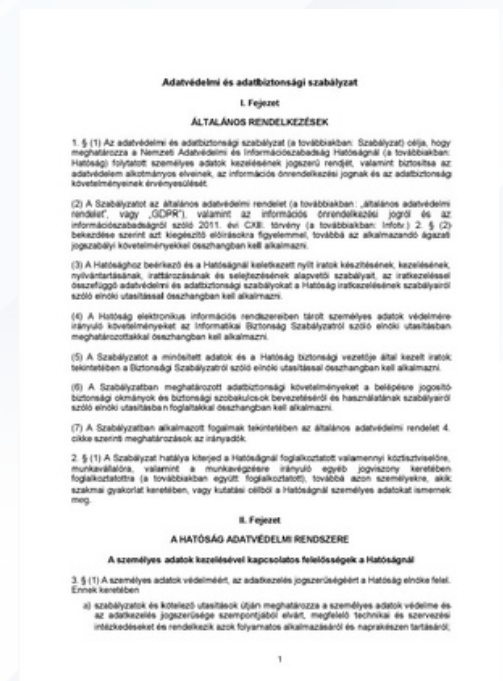 Adatvédelmi és adatbiztonsági szabályzat
I. Fejezet
ÁLTALÁNOS RENDELKEZÉSEK
1. § (1) Az adatvédelmi és adatbiztonsági szabályzat (a továbbiakban: Szabályzat) célja, hogy
meghatározza a Nemzeti Adatvédelmi és Információszabadság Hatóságnál (a továbbiakban:
Hatóság) folytatott személyes adatok kezelésének jogszerű rendjét, valamint biztosítsa az
adatvédelem alkotmányos elveinek, az információs önrendelkezési jognak és az adatbiztonság
követelményeinek érvényesülését.
(2) A Szabályzatot az általános adatvédelmi rendelet (a továbbiakban: „általános adatvédelmi
rendelet”, vagy „GDPR”), valamint az információs önrendelkezési jogról és az
információszabadságról szóló 2011. évi CXII. törvény (a továbbiakban: Infotv.) 2. § (2)
bekezdése szerint azt kiegészítő előírásokra figyelemmel, továbbá az alkalmazandó ágazati
jogszabályi követelményekkel összhangban kell alkalmazni.
(3) A Hatósághoz beérkező és a Hatóságnál keletkezett nyílt iratok készítésének, kezelésének,
nyilvántartásának, irattározásának és selejtezésének alapvető szabályait, az iratkezeléssel
összefüggő adatvédelmi és adatbiztonsági szabályokat a Hatóság iratkezelésének szabályairól
szóló elnöki utasítással összhangban kell alkalmazni.
(4) A Hatóság elektronikus információs rendszereiben tárolt személyes adatok védelmére
irányuló követelményeket az Informatikai Biztonság Szabályzatról szóló elnöki utasításban
meghatározottakkal összhangban kell alkalmazni.
(5) A Szabályzatot a minősített adatok és a Hatóság biztonsági vezetője által kezelt iratok
tekintetében a Biztonsági Szabályzatról szóló elnöki utasítással összhangban kell alkalmazni.
(6) A Szabályzatban meghatározott adatbiztonsági követelményeket a belépésre jogosító
biztonsági okmányok és biztonsági szobakulcsok bevezetéséről és használatának szabályairól
szóló elnöki utasításban foglaltakkal összhangban kell alkalmazni.
(7) A Szabályzatban alkalmazott fogalmak tekintetében az általános adatvédelmi rendelet 4.
cikke szerinti meghatározások az irányadók.
2. § (1) A Szabályzat hatálya kiterjed a Hatóságnál foglalkoztatott valamennyi köztisztviselőre,
munkavállalóra, valamint a munkavégzésre irányuló egyéb jogviszony keretében
foglalkoztatottra (a továbbiakban együtt: foglalkoztatott), továbbá azon személyekre, akik
szakmai gyakorlat keretében, vagy kutatási célból a Hatóságnál személyes adatokat ismernek
meg.
II. Fejezet
A HATÓSÁG ADATVÉDELMI RENDSZERE
A személyes adatok kezelésével kapcsolatos felelősségek a Hatóságnál
3. § (1) A személyes adatok védelméért, az adatkezelés jogszerűségéért a Hatóság elnöke felel.
Ennek keretében
a) szabályzatok és kötelező utasítások útján meghatározza a személyes adatok védelme és
az adatkezelés jogszerűsége szempontjából elvárt, megfelelő technikai és szervezési
intézkedéseket és rendelkezik azok folyamatos alkalmazásáról és naprakészen tartásáról;
1